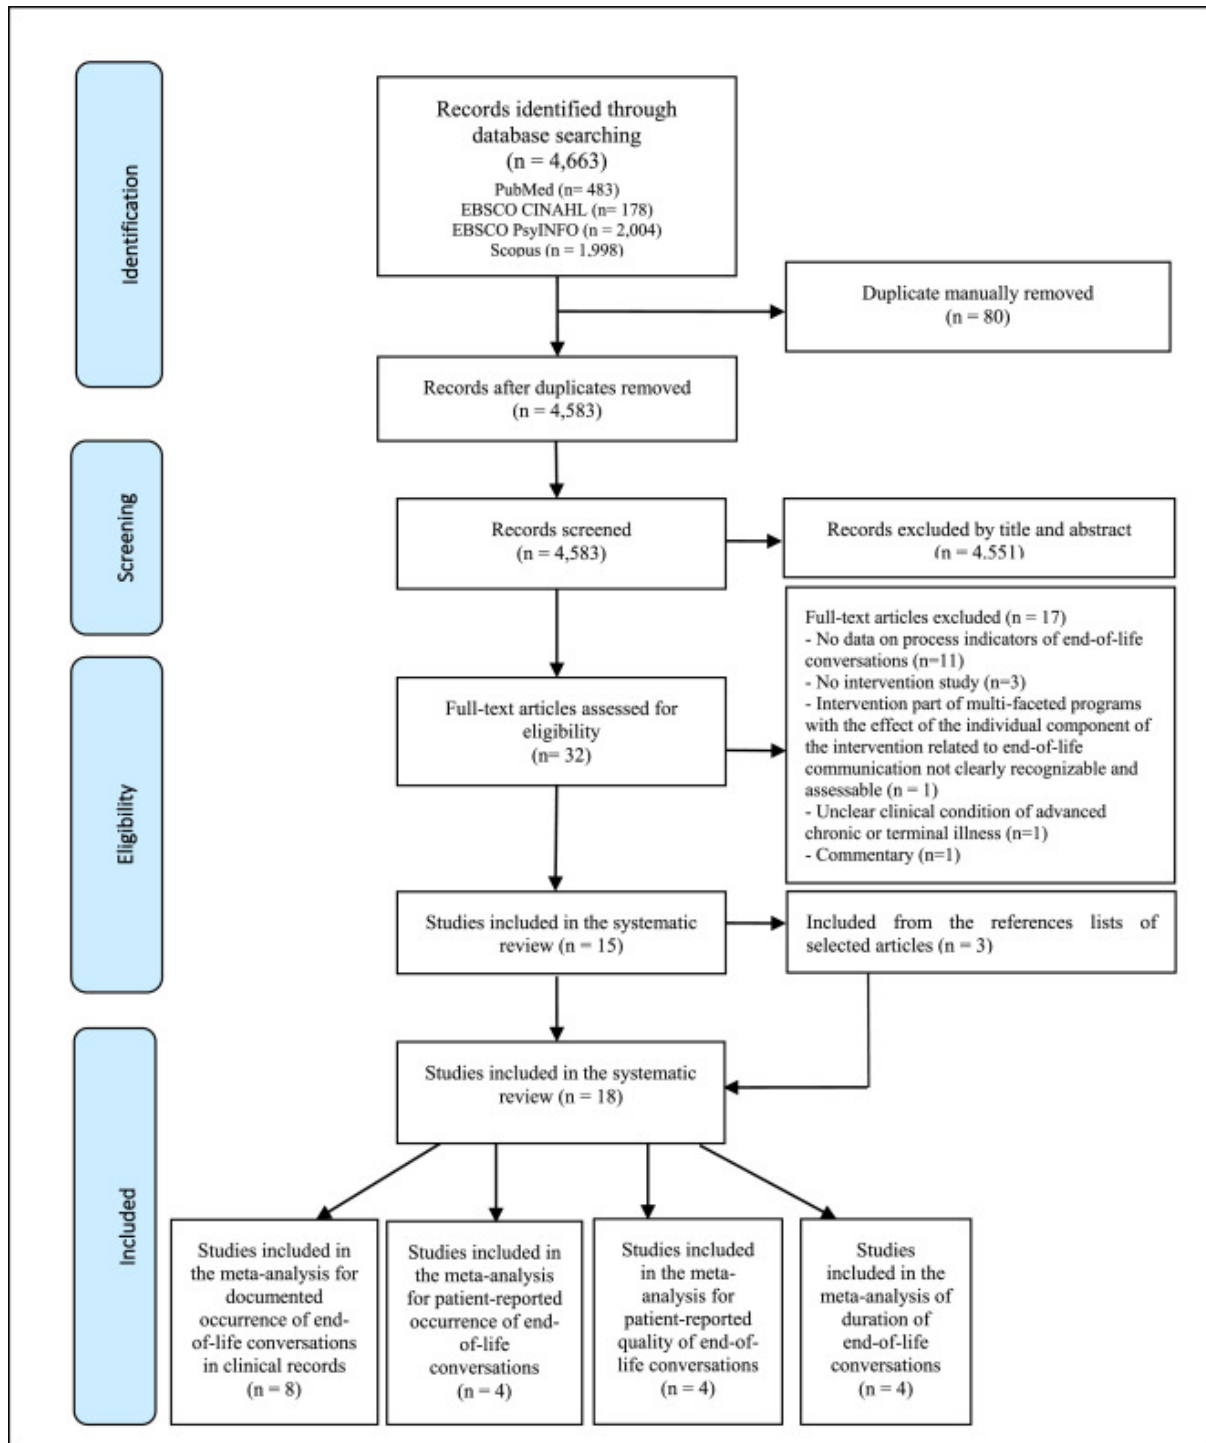 Identification
Records identified through
database searching
(n = 4,663)
PubMed (n= 483)
EBSCO CINAHL (n= 178)
EBSCO PsyINFO (n = 2,004)
Scopus (n = 1,998)
Duplicate manually removed
(n = 80)
Records after duplicates removed
(n = 4,583)
Screening
Records screened
(n = 4,583)
Records excluded by title and abstract
(n = 4.551)
Eligibility
Full-text articles assessed for
eligibility
(n= 32)
Full-text articles excluded (n = 17)
- No data on process indicators of end-of-life
conversations (n=11)
- No intervention study (n=3)
- Intervention part of multi-faceted programs
with the effect of the individual component of
the intervention related to end-of-life
communication not clearly recognizable and
assessable (n = 1)
- Unclear clinical condition of advanced
chronic or terminal illness (n=1)
- Commentary (n=1)
Studies included in the systematic
review (n = 15)
Included from the references lists of
selected articles (n = 3)
Included
Studies included in the systematic
review (n = 18)
Studies included in
the meta-analysis for
documented
occurrence of end-
of-life conversations
in clinical records
(n = 8)
Studies included in
the meta-analysis
for patient-reported
occurrence of end-
of-life
conversations
(n = 4)
Studies included
in the meta-
analysis for
patient-reported
quality of end-of-
life conversations
(n = 4)
Studies
included in the
meta-analysis of
duration of
end-of-life
conversations
(n = 4)